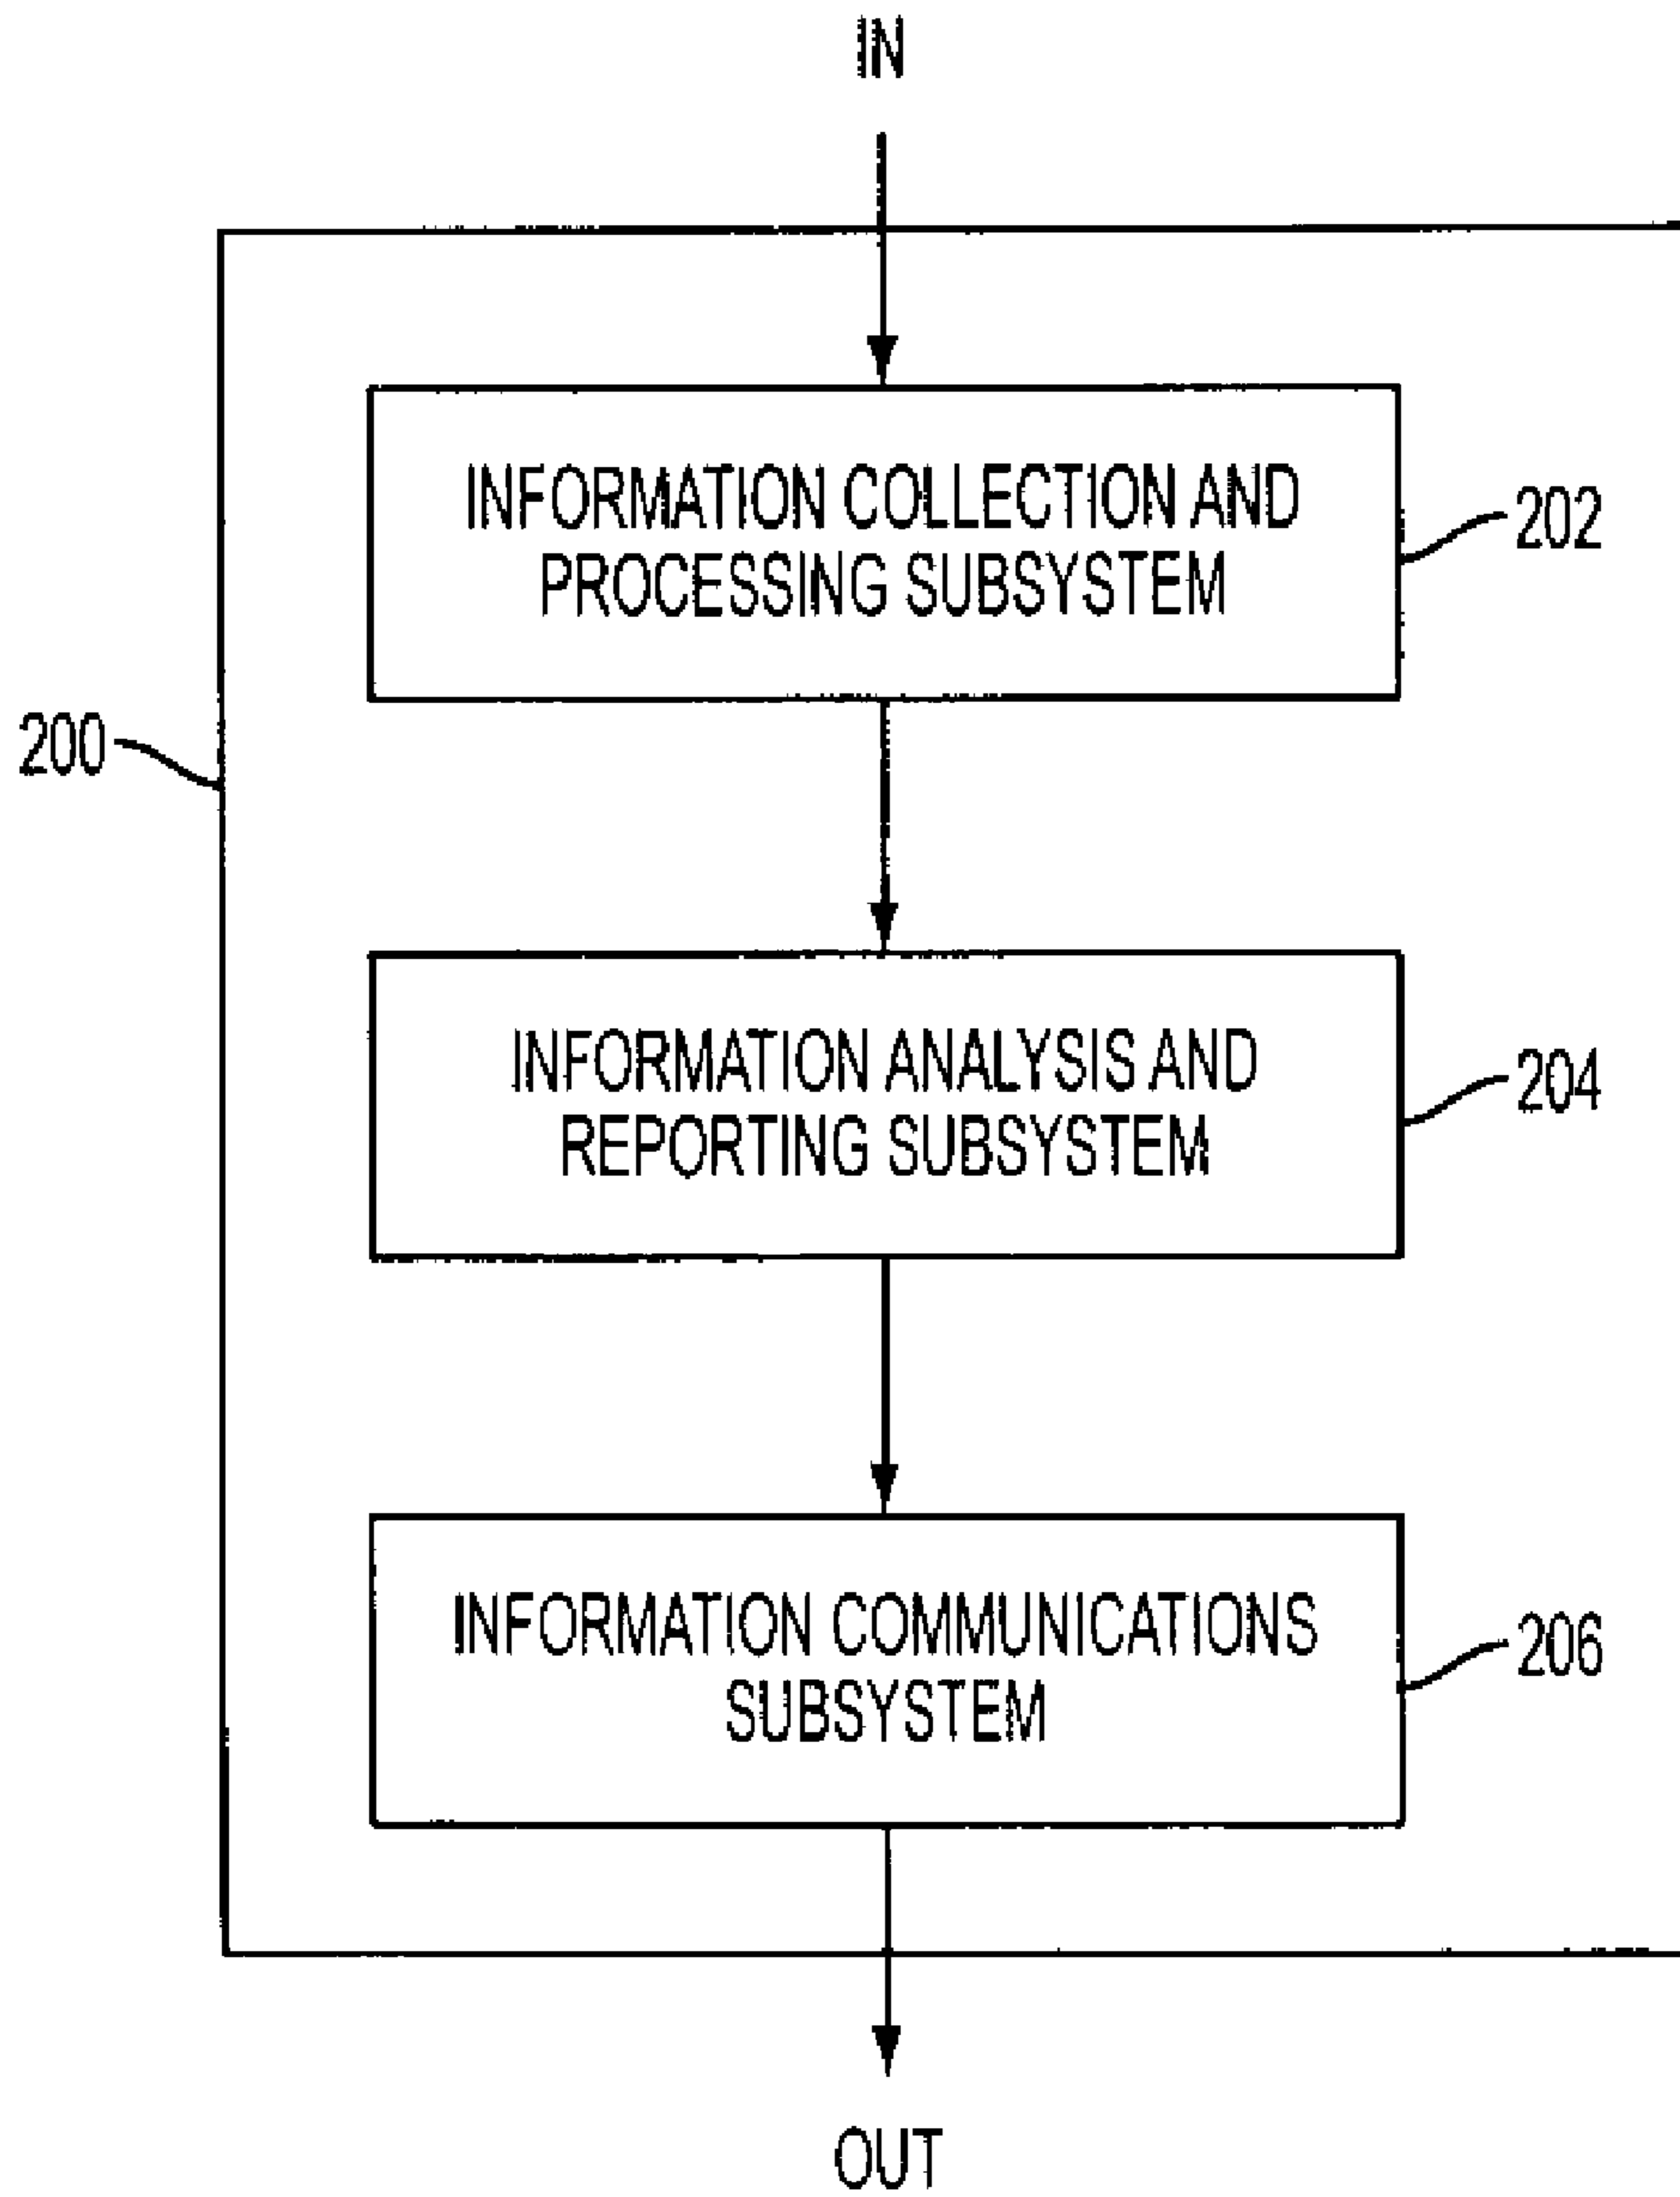 IN
INFORMATION COLLECTION AND
PROCESSING SUBSYSTEM
202
200
INFORMATION ANALYSIS AND
REPORTING SUBSYSTEM
204
INFORMATION COMMUNICATIONS
SUBSYSTEM
206
OUT